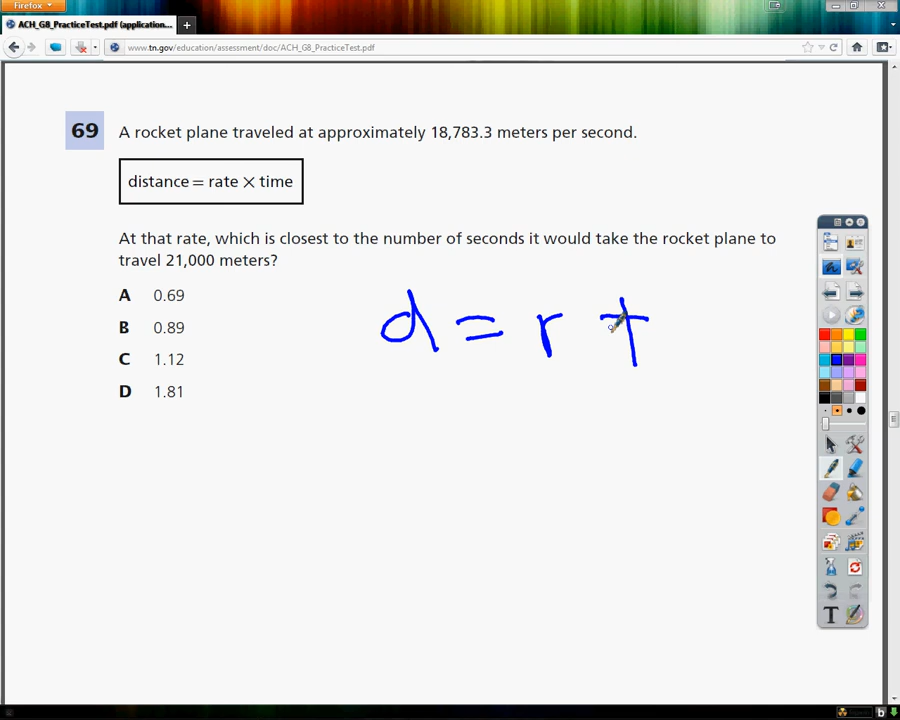 Firefox
ACH_G8_PracticeTest.pdf (application...
www.tn.gov/education/assessment/doc/ACH_G8_PracticeTest.pdf
69 A rocket plane traveled at approximately 18,783.3 meters per second.
distance = rate × time
At that rate, which is closest to the number of seconds it would take the rocket plane to
travel 21,000 meters?
A 0.69
B 0.89
C 1.12
D 1.81
d = r t
T